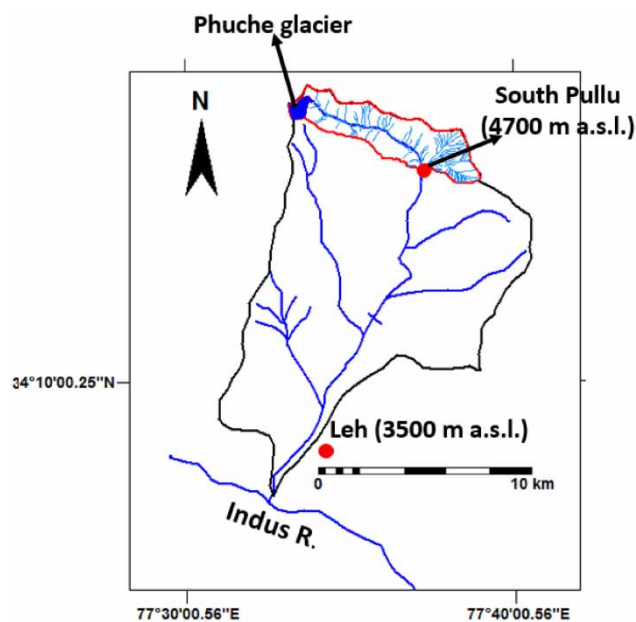 Phuche glacier
N
South Pullu
(4700 m a.s.l.)
34°10'00.25"N
Leh (3500 m a.s.l.)
0 10 km
Indus R.
77°30'00.56"E 77°40'00.56"E